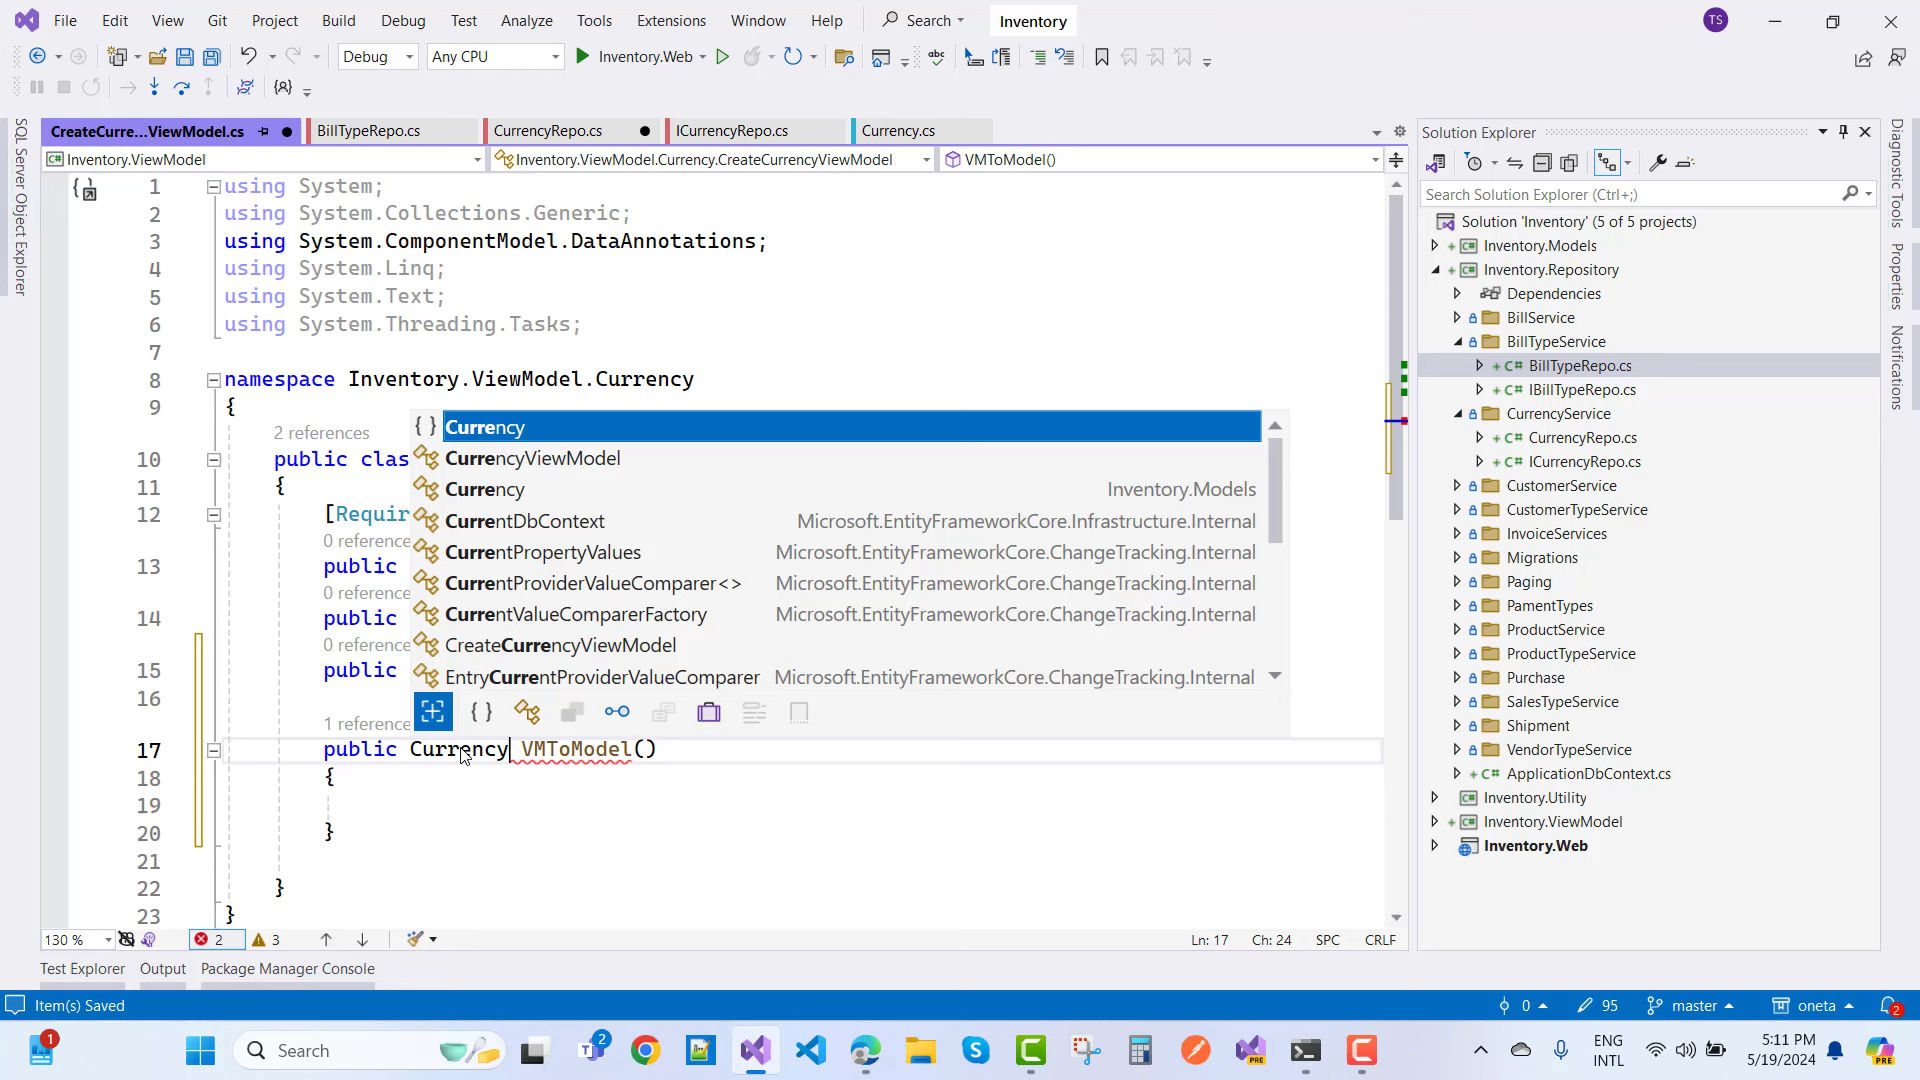 File Edit View Git Project Build Debug Test Analyze Tools Extensions Window Help Search Inventory TS
Debug Any CPU Inventory.Web
CreateCurre...ViewModel.cs BillTypeRepo.cs CurrencyRepo.cs ICurrencyRepo.cs Currency.cs
Inventory.ViewModel Inventory.ViewModel.Currency.CreateCurrencyViewModel VMToModel()
1 using System;
2 using System.Collections.Generic;
3 using System.ComponentModel.DataAnnotations;
4 using System.Linq;
5 using System.Text;
6 using System.Threading.Tasks;
7
8 namespace Inventory.ViewModel.Currency
9 {
2 references
10 public clas
11 {
12 [Requir
0 reference
13 public
0 reference
14 public
0 reference
15 public
16
1 reference
17 public Currency VMToModel()
18 {
19
20 }
21
22 }
23 }
{ } Currency
CurrencyViewModel
Currency Inventory.Models
CurrentDbContext Microsoft.EntityFrameworkCore.Infrastructure.Internal
CurrentPropertyValues Microsoft.EntityFrameworkCore.ChangeTracking.Internal
CurrentProviderValueComparer<> Microsoft.EntityFrameworkCore.ChangeTracking.Internal
CurrentValueComparerFactory Microsoft.EntityFrameworkCore.ChangeTracking.Internal
CreateCurrencyViewModel
EntryCurrentProviderValueComparer Microsoft.EntityFrameworkCore.ChangeTracking.Internal
130 % 2 3 Ln: 17 Ch: 24 SPC CRLF
Test Explorer Output Package Manager Console
SQL Server Object Explorer
Solution Explorer
Search Solution Explorer (Ctrl+;)
Solution 'Inventory' (5 of 5 projects)
Inventory.Models
Inventory.Repository
Dependencies
BillService
BillTypeService
C# BillTypeRepo.cs
C# IBillTypeRepo.cs
CurrencyService
C# CurrencyRepo.cs
C# ICurrencyRepo.cs
CustomerService
CustomerTypeService
InvoiceServices
Migrations
Paging
PamentTypes
ProductService
ProductTypeService
Purchase
SalesTypeService
Shipment
VendorTypeService
C# ApplicationDbContext.cs
Inventory.Utility
Inventory.ViewModel
Inventory.Web
Diagnostic Tools
Properties
Notifications
Item(s) Saved 0 95 master oneta 2
1 Search 2 ENG INTL 5:11 PM 5/19/2024